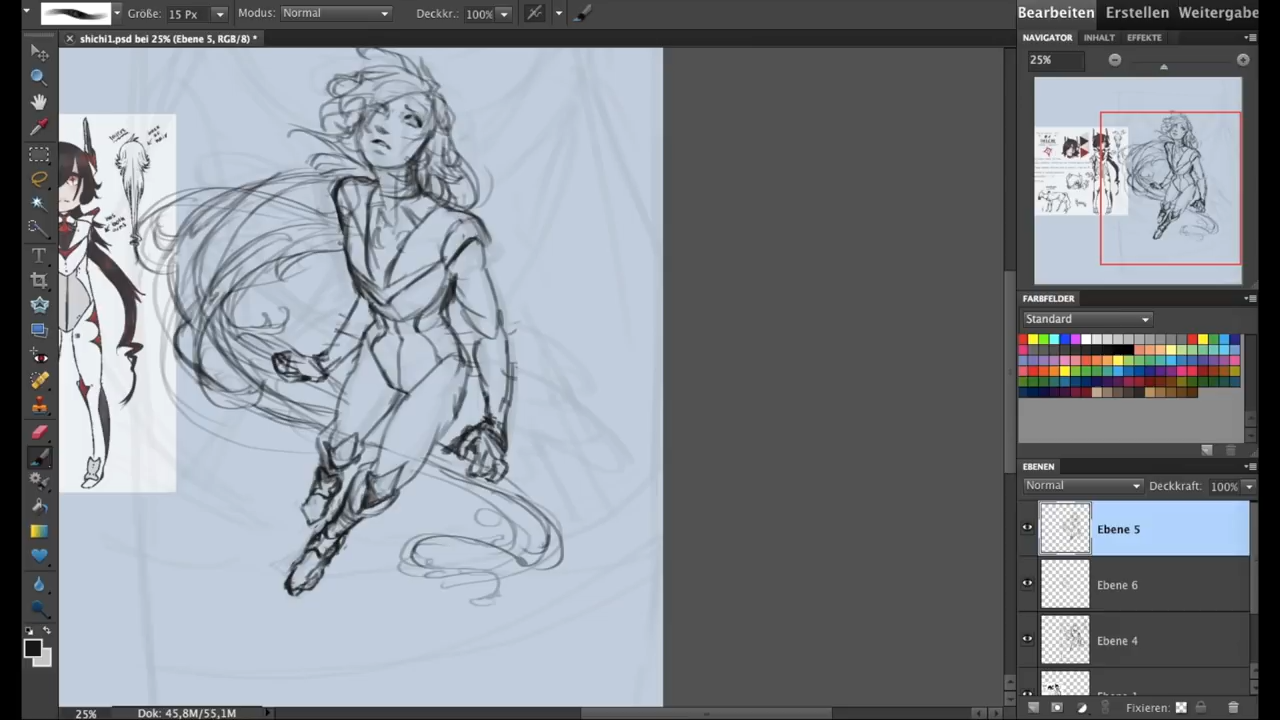 Größe: 15 Px Modus: Normal Deckkr.: 100%
Bearbeiten Erstellen Weitergabe
shichi1.psd bei 25% (Ebene 5, RGB/8) *
NAVIGATOR INHALT EFFEKTE
25%
FARBFELDER
Standard
EBENEN
Normal Deckkraft: 100%
Ebene 5
Ebene 6
Ebene 4
Fixieren:
25% Dok: 45,8M/55,1M